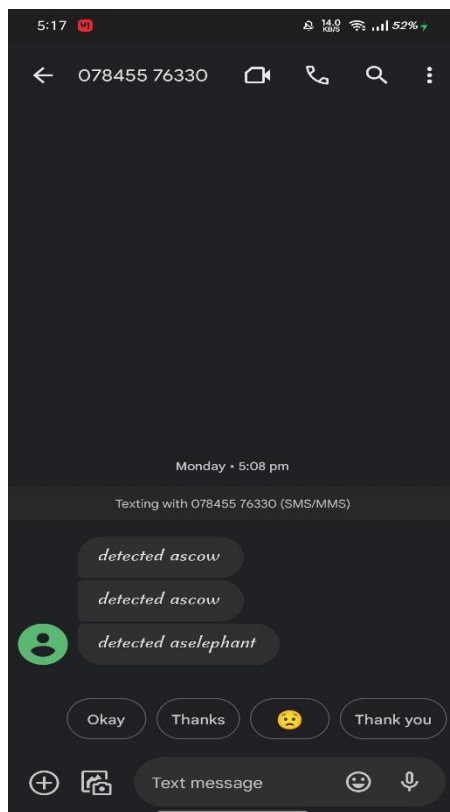 5:17
14.0
KB/S
52%
078455 76330
Monday • 5:08 pm
Texting with 078455 76330 (SMS/MMS)
detected ascow
detected ascow
detected aselephant
Okay
Thanks
Thank you
Text message